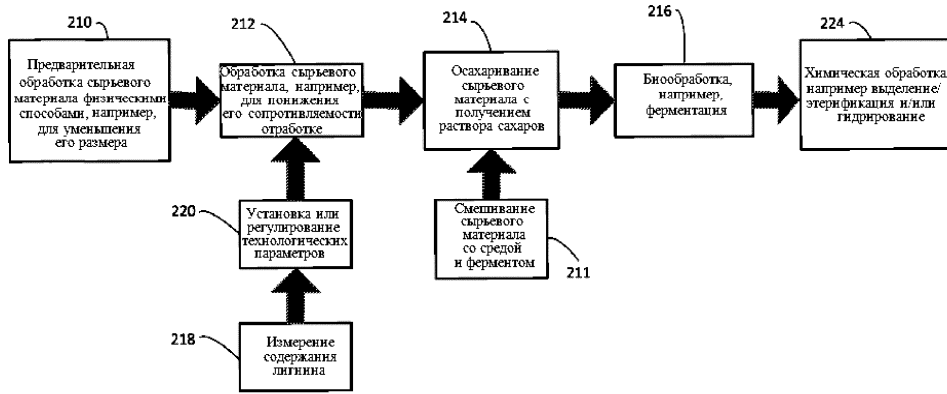 210
Предварительная
обработка сырьевого
материала физическими
способами, например,
для уменьшения
его размера
212
Обработка сырьевого
материала, например,
для понижения
его сопротивляемости
отработке
214
Осахаривание
сырьевого
материала с
получением
раствора сахаров
216
Биообработка,
например,
ферментация
224
Химическая обработка,
например выделение/
этерификация и/или
гидрирование
220
Установка или
регулирование
технологических
параметров
Смешивание
сырьевого
материала
со средой
и ферментом
211
218
Измерение
содержания
лигнина